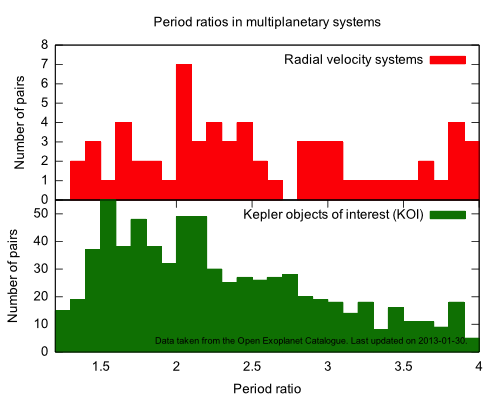 Period ratios in multiplanetary systems
Number of pairs
8
7
6
5
4
3
2
1
0
Radial velocity systems
Number of pairs
50
40
30
20
10
0
Kepler objects of interest (KOI)
Data taken from the Open Exoplanet Catalogue. Last updated on 2013-01-30.
1.5 2 2.5 3 3.5 4
Period ratio